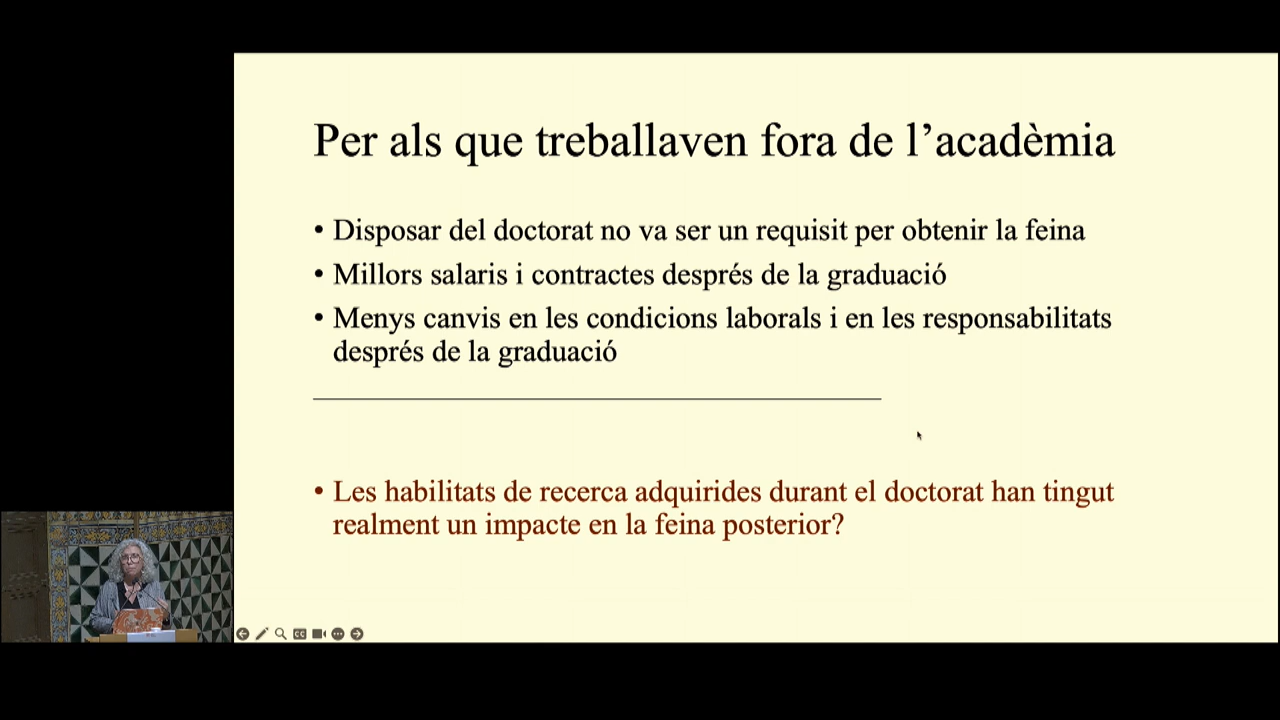 Per als que treballaven fora de l’acadèmia
• Disposar del doctorat no va ser un requisit per obtenir la feina
• Millors salaris i contractes després de la graduació
• Menys canvis en les condicions laborals i en les responsabilitats
després de la graduació
• Les habilitats de recerca adquirides durant el doctorat han tingut
realment un impacte en la feina posterior?
CC